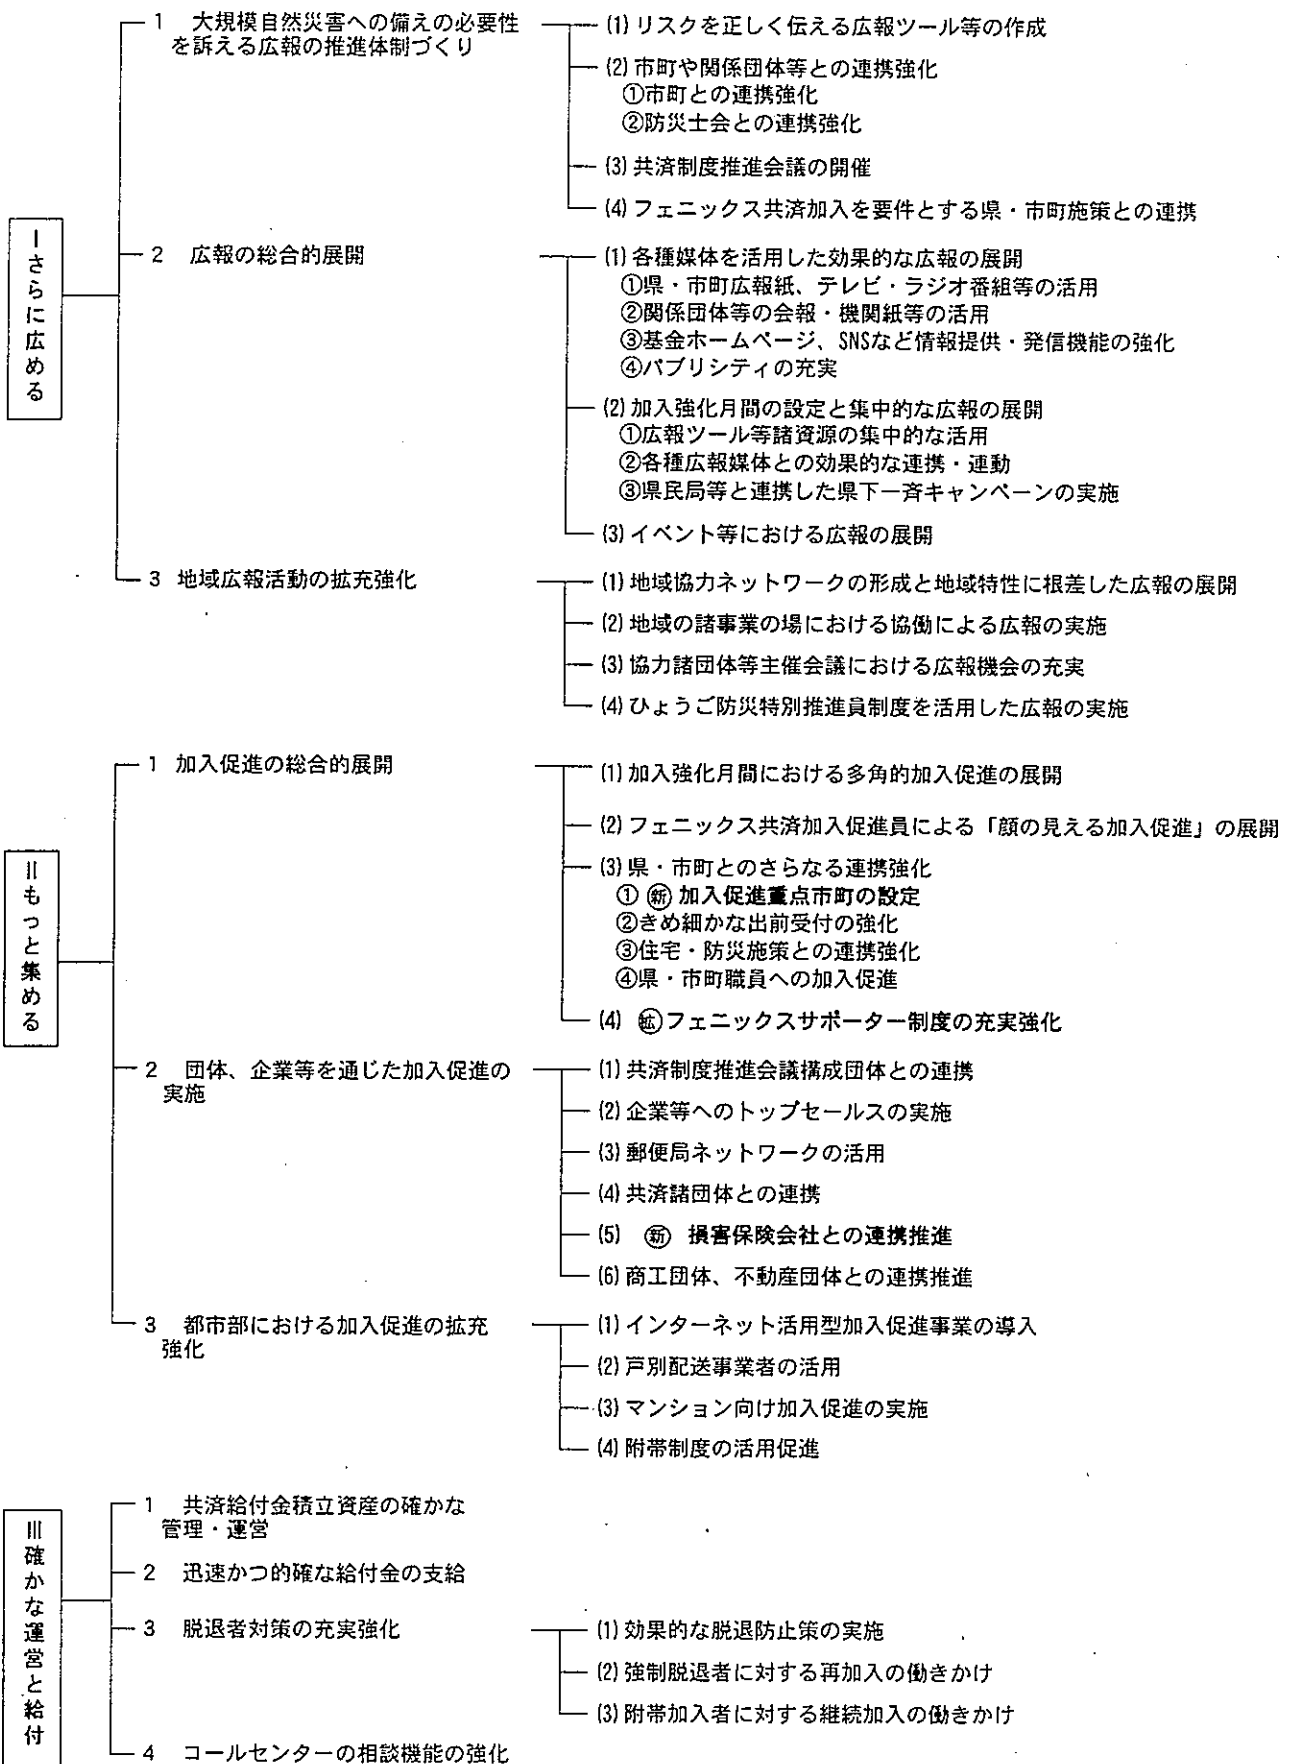 Ⅰさらに広める
1 大規模自然災害への備えの必要性
を訴える広報の推進体制づくり
(1) リスクを正しく伝える広報ツール等の作成
(2) 市町や関係団体等との連携強化
①市町との連携強化
②防災士会との連携強化
(3) 共済制度推進会議の開催
(4) フェニックス共済加入を要件とする県・市町施策との連携
2 広報の総合的展開
(1) 各種媒体を活用した効果的な広報の展開
①県・市町広報紙、テレビ・ラジオ番組等の活用
②関係団体等の会報・機関紙等の活用
③基金ホームページ、SNSなど情報提供・発信機能の強化
④パブリシティの充実
(2) 加入強化月間の設定と集中的な広報の展開
①広報ツール等諸資源の集中的な活用
②各種広報媒体との効果的な連携・連動
③県民局等と連携した県下一斉キャンペーンの実施
(3) イベント等における広報の展開
3 地域広報活動の拡充強化
(1) 地域協力ネットワークの形成と地域特性に根差した広報の展開
(2) 地域の諸事業の場における協働による広報の実施
(3) 協力諸団体等主催会議における広報機会の充実
(4) ひょうご防災特別推進員制度を活用した広報の実施
Ⅱもっと集める
1 加入促進の総合的展開
(1) 加入強化月間における多角的加入促進の展開
(2) フェニックス共済加入促進員による「顔の見える加入促進」の展開
(3) 県・市町とのさらなる連携強化
① ㊟新 加入促進重点市町の設定
②きめ細かな出前受付の強化
③住宅・防災施策との連携強化
④県・市町職員への加入促進
(4) 拡フェニックスサポーター制度の充実強化
2 団体、企業等を通じた加入促進の
実施
(1) 共済制度推進会議構成団体との連携
(2) 企業等へのトップセールスの実施
(3) 郵便局ネットワークの活用
(4) 共済諸団体との連携
(5) 新 損害保険会社との連携推進
(6) 商工団体、不動産団体との連携推進
3 都市部における加入促進の拡充
強化
(1) インターネット活用型加入促進事業の導入
(2) 戸別配送事業者の活用
(3) マンション向け加入促進の実施
(4) 附帯制度の活用促進
Ⅲ確かな運営と給付
1 共済給付金積立資産の確かな
管理・運営
2 迅速かつ的確な給付金の支給
3 脱退者対策の充実強化
(1) 効果的な脱退防止策の実施
(2) 強制脱退者に対する再加入の働きかけ
(3) 附帯加入者に対する継続加入の働きかけ
4 コールセンターの相談機能の強化